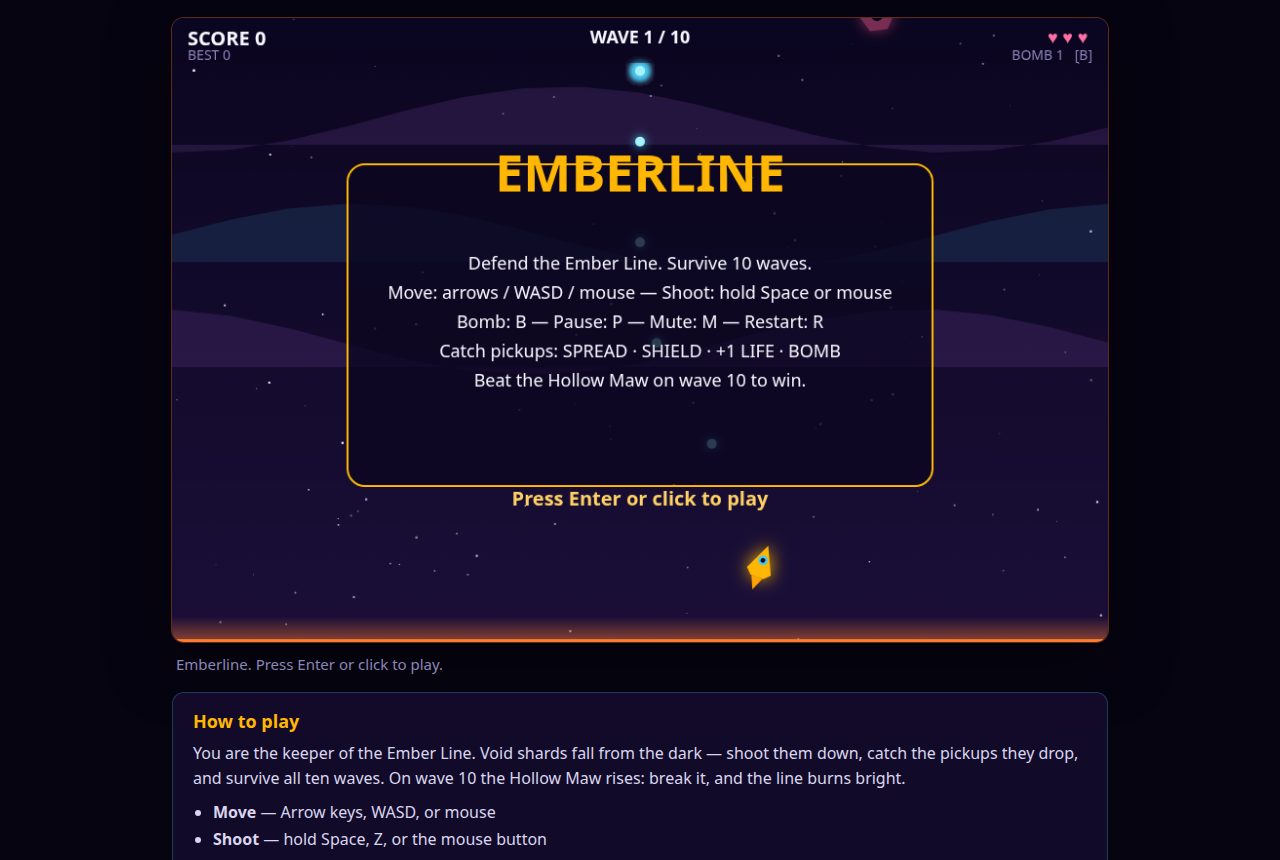 SCORE 0
WAVE 1 / 10
♥ ♥ ♥
BEST 0
BOMB 1 [B]
EMBERLINE
Defend the Ember Line. Survive 10 waves.
Move: arrows / WASD / mouse — Shoot: hold Space or mouse
Bomb: B — Pause: P — Mute: M — Restart: R
Catch pickups: SPREAD · SHIELD · +1 LIFE · BOMB
Beat the Hollow Maw on wave 10 to win.
Press Enter or click to play
Emberline. Press Enter or click to play.
How to play
You are the keeper of the Ember Line. Void shards fall from the dark — shoot them down, catch the pickups they drop,
and survive all ten waves. On wave 10 the Hollow Maw rises: break it, and the line burns bright.
• Move — Arrow keys, WASD, or mouse
• Shoot — hold Space, Z, or the mouse button